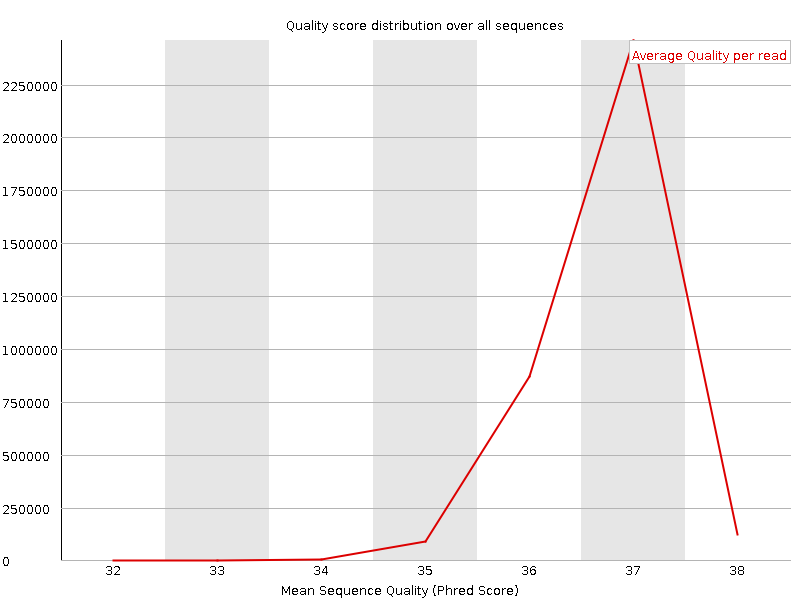 Quality score distribution over all sequences
Average Quality per read
2250000
2000000
1750000
1500000
1250000
1000000
750000
500000
250000
0
32 33 34 35 36 37 38
Mean Sequence Quality (Phred Score)